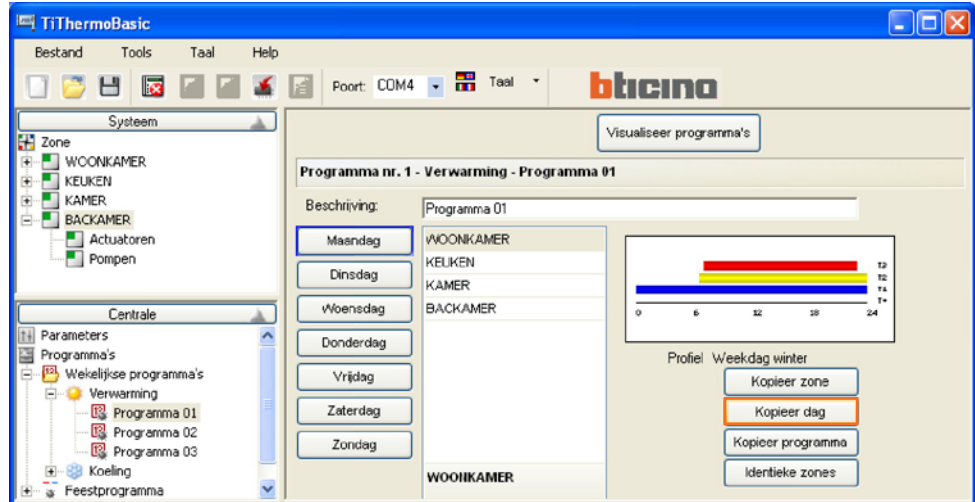 TiThermoBasic
Bestand Tools Taal Help
Poort: COM4 Taal bticino
Systeem
Zone
WOONKAMER
KEUKEN
KAMER
BACKAMER
Actuatoren
Pompen
Centrale
Parameters
Programma's
Wekelijkse programma's
Verwarming
Programma 01
Programma 02
Programma 03
Koeling
Feestprogramma
Visualiseer programma's
Programma nr. 1 - Verwarming - Programma 01
Beschrijving: Programma 01
Maandag
Dinsdag
Woensdag
Donderdag
Vrijdag
Zaterdag
Zondag
WOONKAMER
KEUKEN
KAMER
BACKAMER
WOONKAMER
T3
T2
T1
T+
0 6 12 18 24
Profiel Weekdag winter
Kopieer zone
Kopieer dag
Kopieer programma
Identieke zones